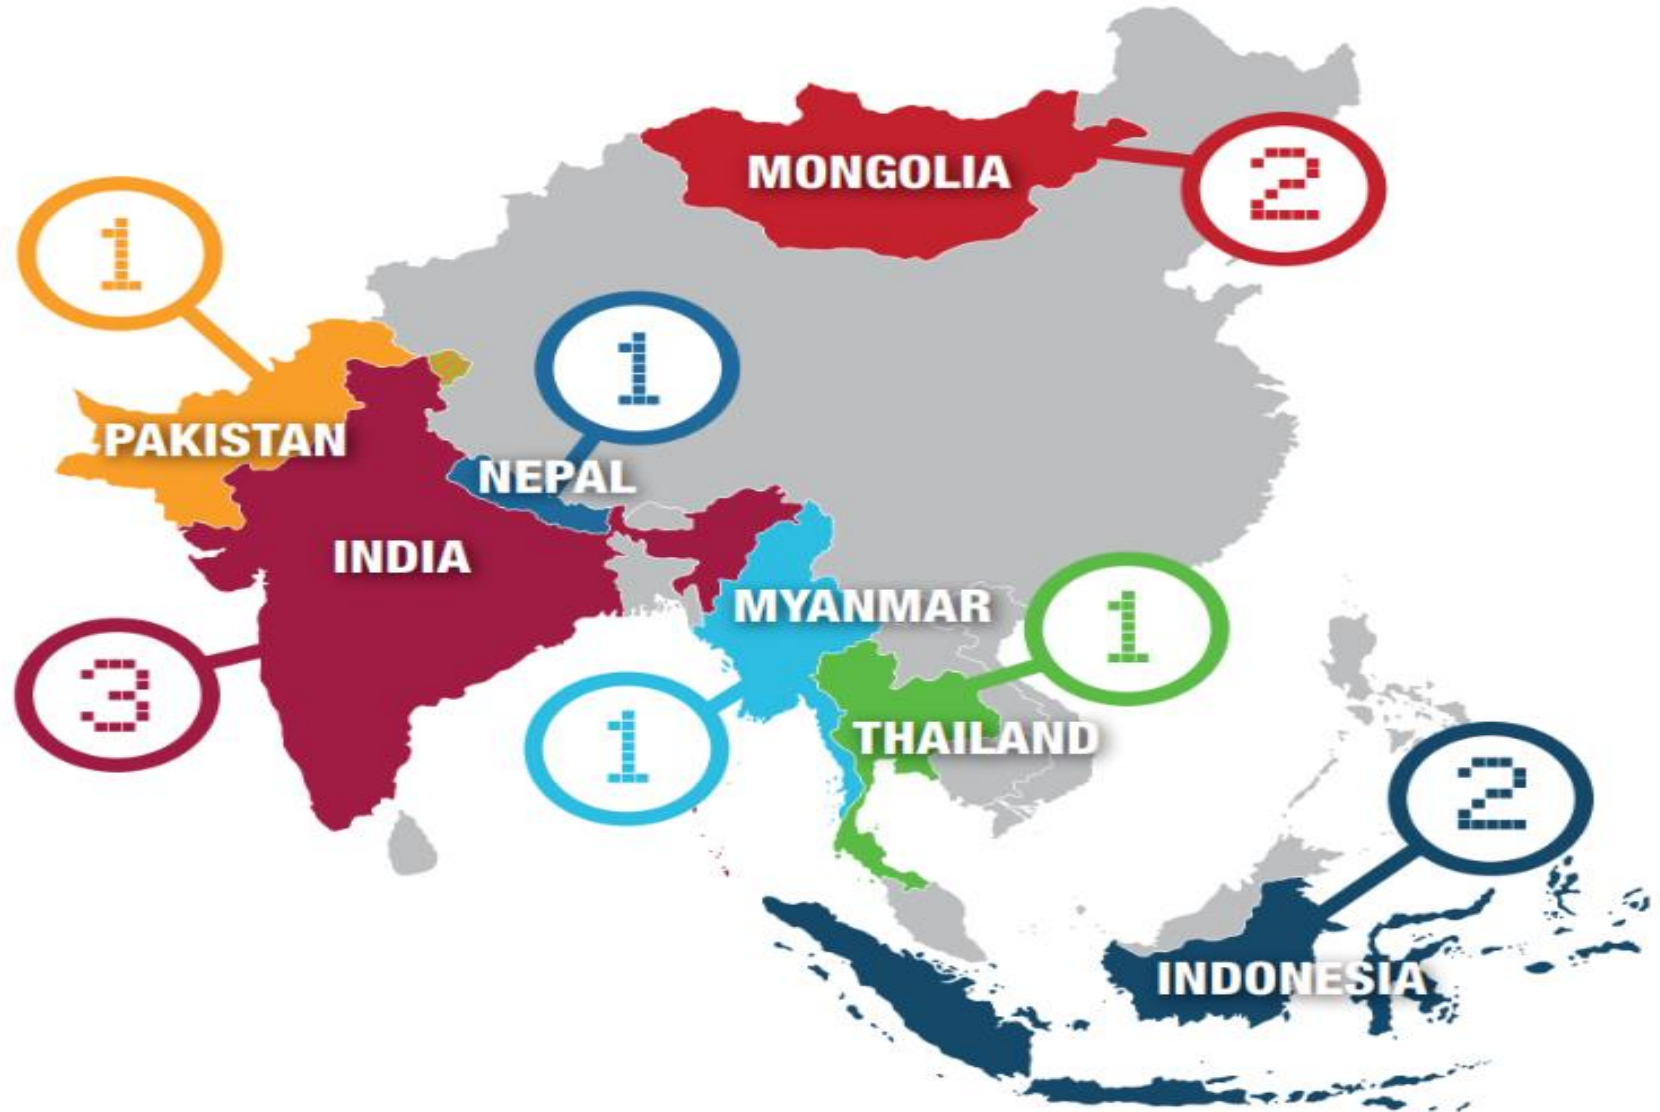 MONGOLIA
2
1
1
PAKISTAN
NEPAL
INDIA
MYANMAR
1
3
1
THAILAND
2
INDONESIA